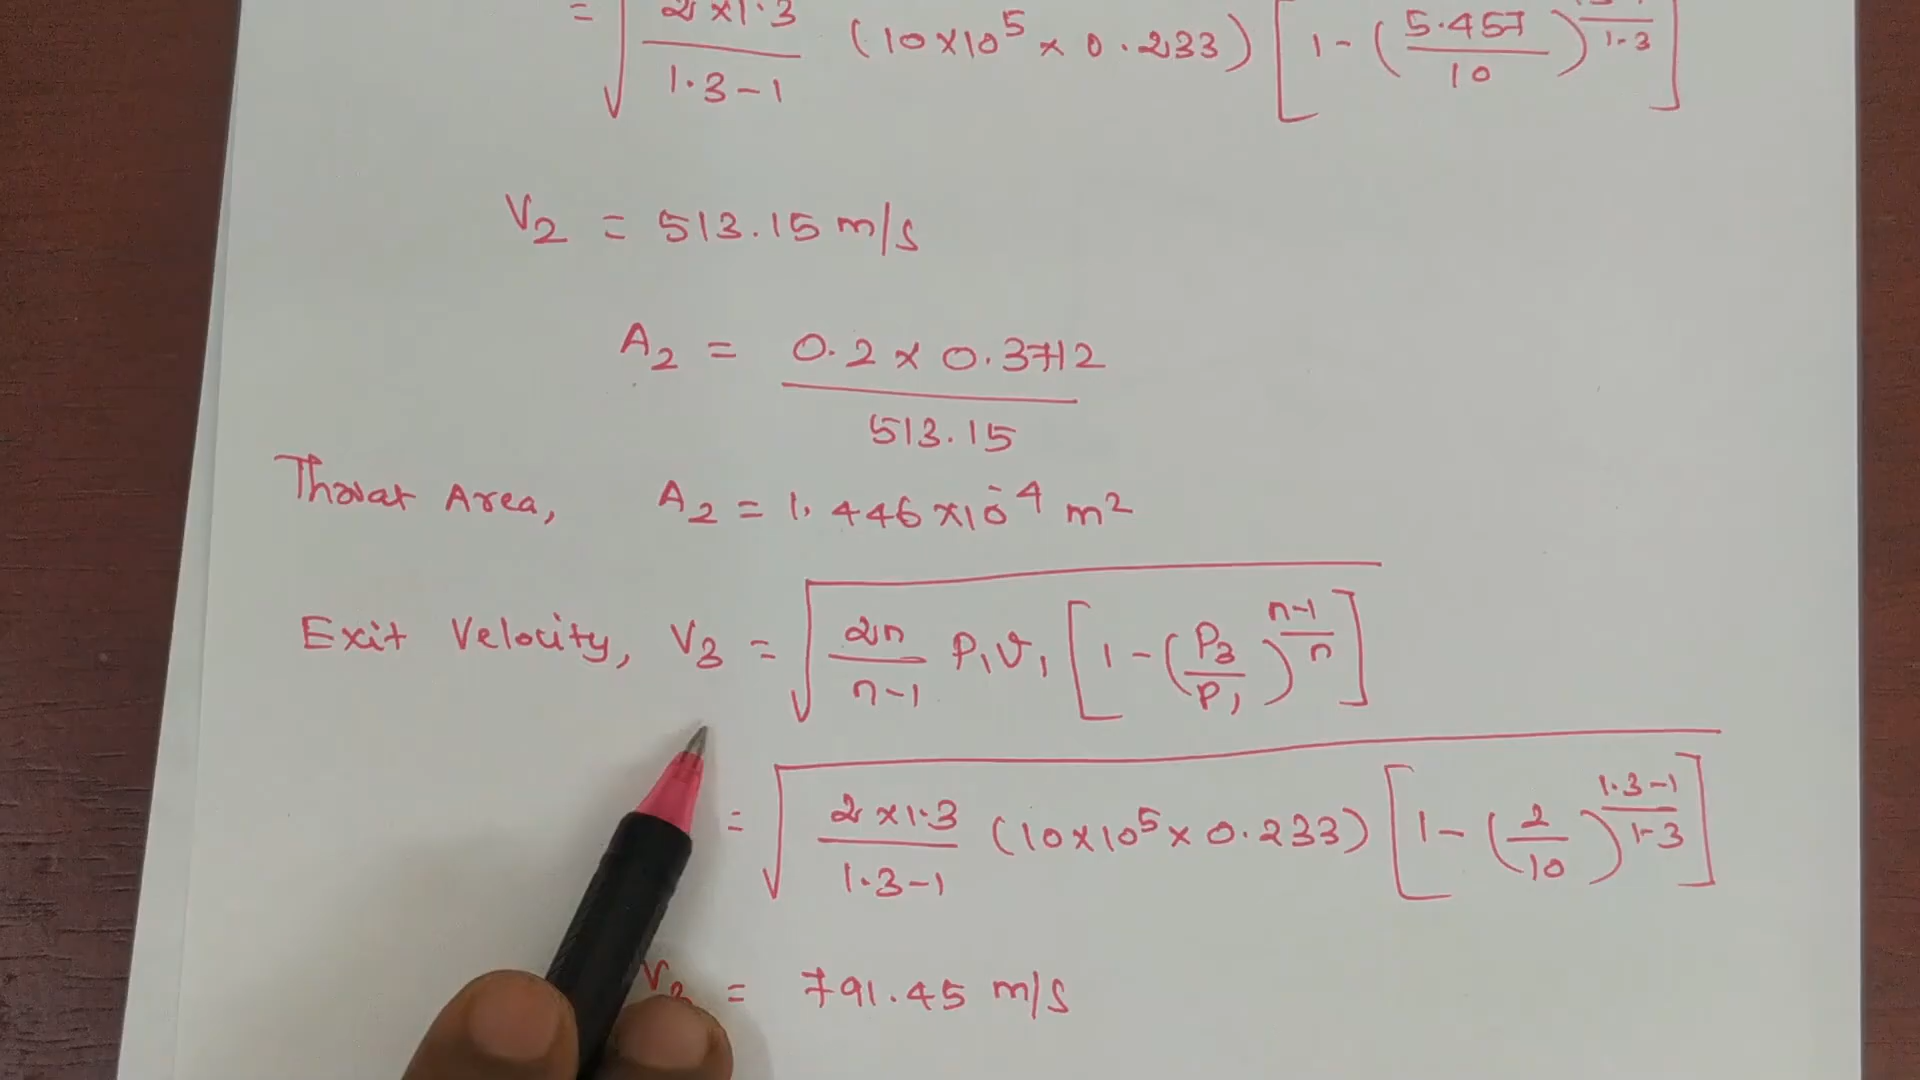 = √ 2×1.3 / 1.3-1 (10×10⁵ × 0.233) [1 - (5.457 / 10) / 1.3]
V₂ = 513.15 m/s
A₂ = 0.2 × 0.3712 / 513.15
Throat Area, A₂ = 1.446×10⁻⁴ m²
Exit Velocity, V₃ = √ 2n / n-1 P₁v₁ [1 - (P₃ / P₁)^(n-1 / n)]
= √ 2×1.3 / 1.3-1 (10×10⁵ × 0.233) [1 - (2 / 10)^(1.3-1 / 1.3)]
= 791.45 m/s